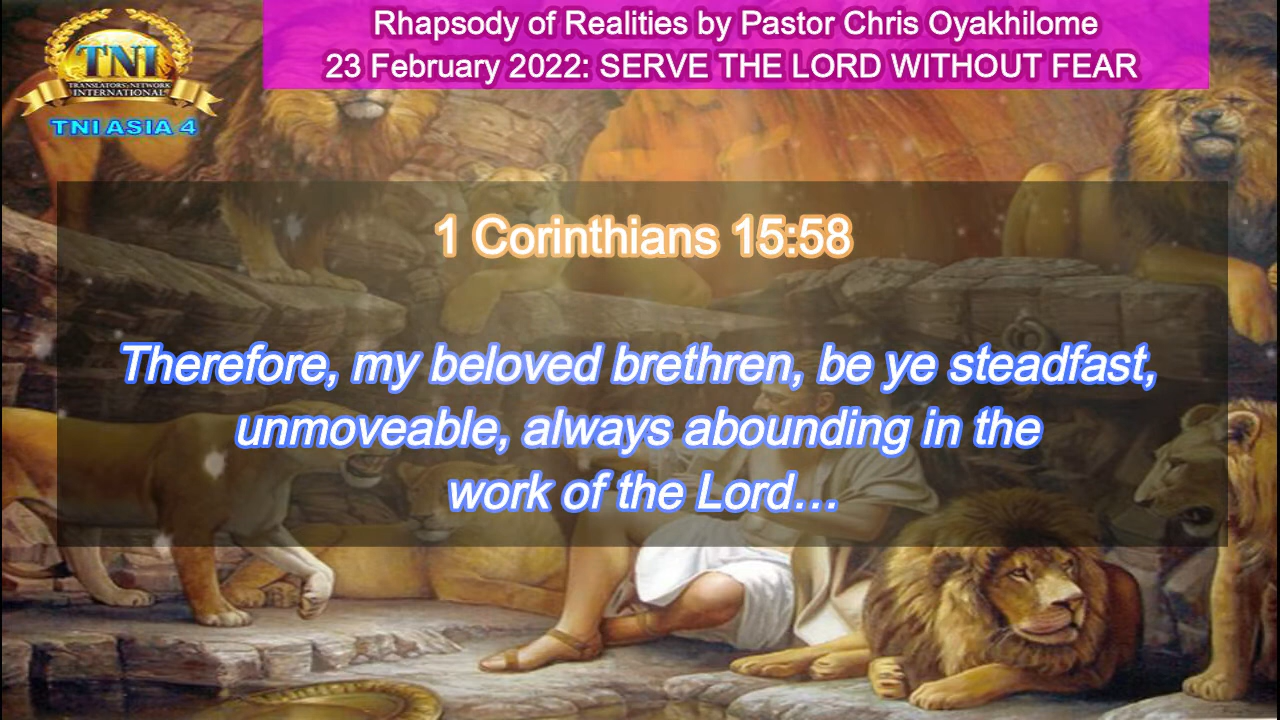 Rhapsody of Realities by Pastor Chris Oyakhilome
23 February 2022: SERVE THE LORD WITHOUT FEAR
TNI
TRANSLATORS NETWORK
INTERNATIONAL
TNI ASIA 4
1 Corinthians 15:58
Therefore, my beloved brethren, be ye steadfast,
unmoveable, always abounding in the
work of the Lord…